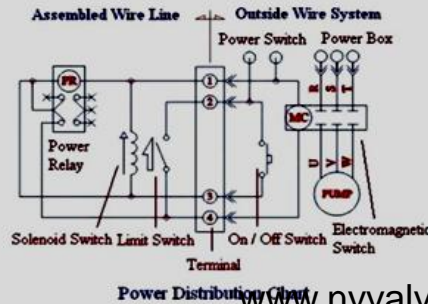 Assembled Wire Line
Outside Wire System
Power Switch
Power Box
PR
1
2
R
S
T
MC
Power
Relay
U
V
W
PUMP
3
4
Solenoid Switch
Limit Switch
On / Off Switch
Electromagnetic
Switch
Terminal
Power Distribution Chart